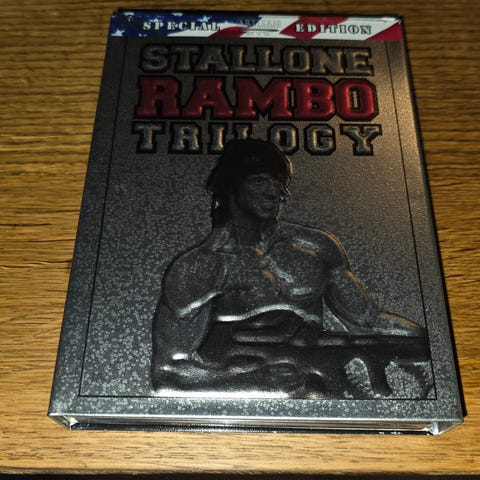 SPECIAL EDITION
STALLONE
RAMBO
TRILOGY